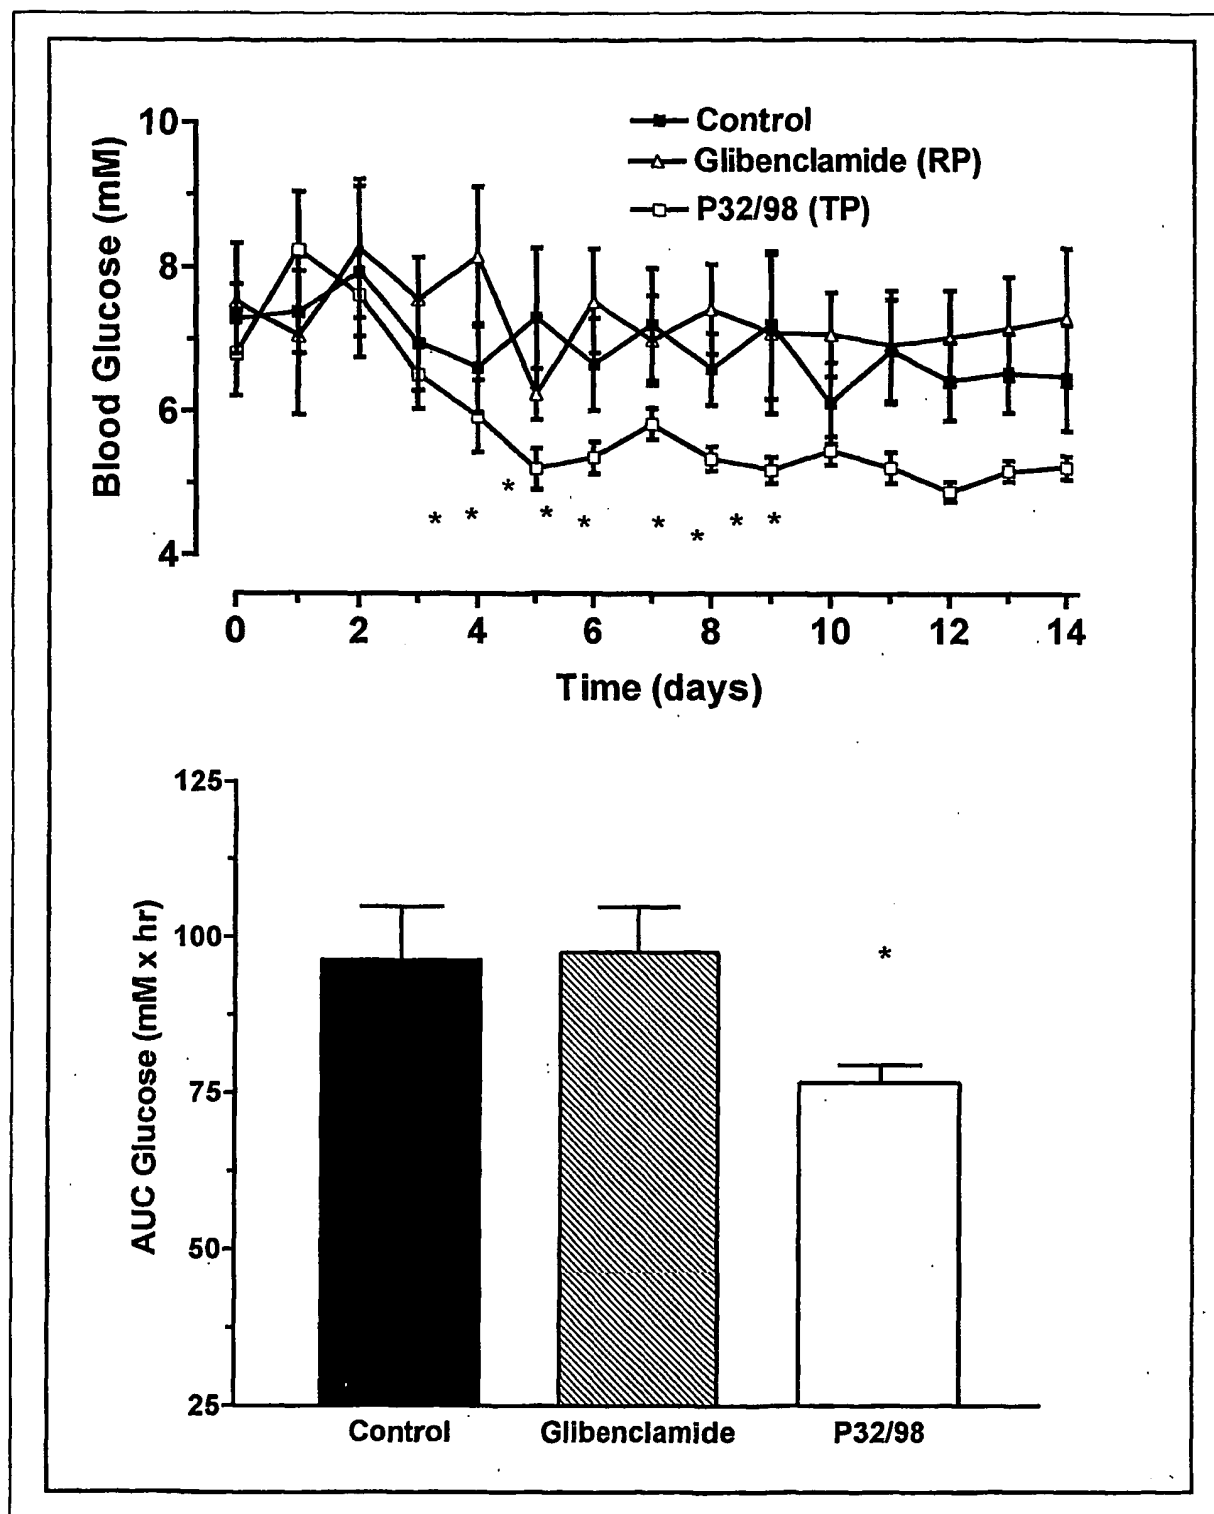 Control
Glibenclamide (RP)
P32/98 (TP)
10
8
6
4
Blood Glucose (mM)
* * * * * * * * *
0 2 4 6 8 10 12 14
Time (days)
125
100
75
50
25
AUC Glucose (mM x hr)
*
Control Glibenclamide P32/98